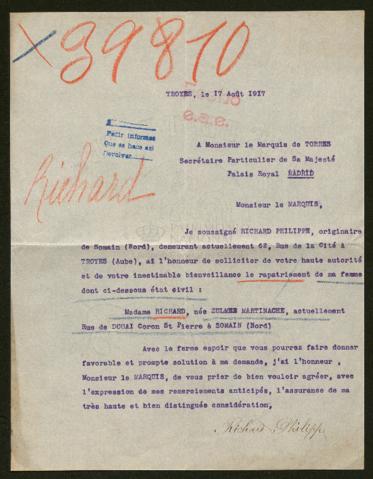 39810
TROYES, le 17 Août 1917
e.a.e.
Pedir informes
Que se hace así
Devolver
A Monsieur le Marquis de TORRES
Secrétaire Particulier de Sa Majesté
Palais Royal MADRID
Richard
Monsieur le MARQUIS,
Je soussigné RICHARD PHILIPPE, originaire
de Somain (Nord), demeurant actuellement 62, Rue de la Cité à
TROYES (Aube), ai l'honneur de solliciter de votre haute autorité
et de votre inestimable bienveillance le rapatriement de ma femme
dont ci-dessous état civil :
Madame RICHARD, née ZULMEE MARTINACHE, actuellement
Rue de DOUAI Coron St Pierre à SOMAIN (Nord)
Avec le ferme espoir que vous pourrez faire donner
favorable et prompte solution à ma demande, j'ai l'honneur ,
Monsieur le MARQUIS, de vous prier de bien vouloir agréer, avec
l'expression de mes remerciements anticipés, l'assurance de ma
très haute et bien distinguée considération,
Richard Philippe